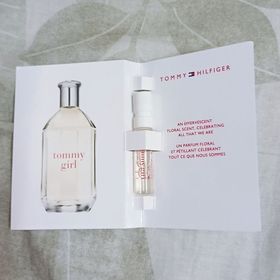 tommy
girl
TOMMY HILFIGER
AN EFFERVESCENT
FLORAL SCENT, CELEBRATING
ALL THAT WE ARE
UN PARFUM FLORAL
ET PÉTILLANT CÉLÉBRANT
TOUT CE QUE NOUS SOMMES